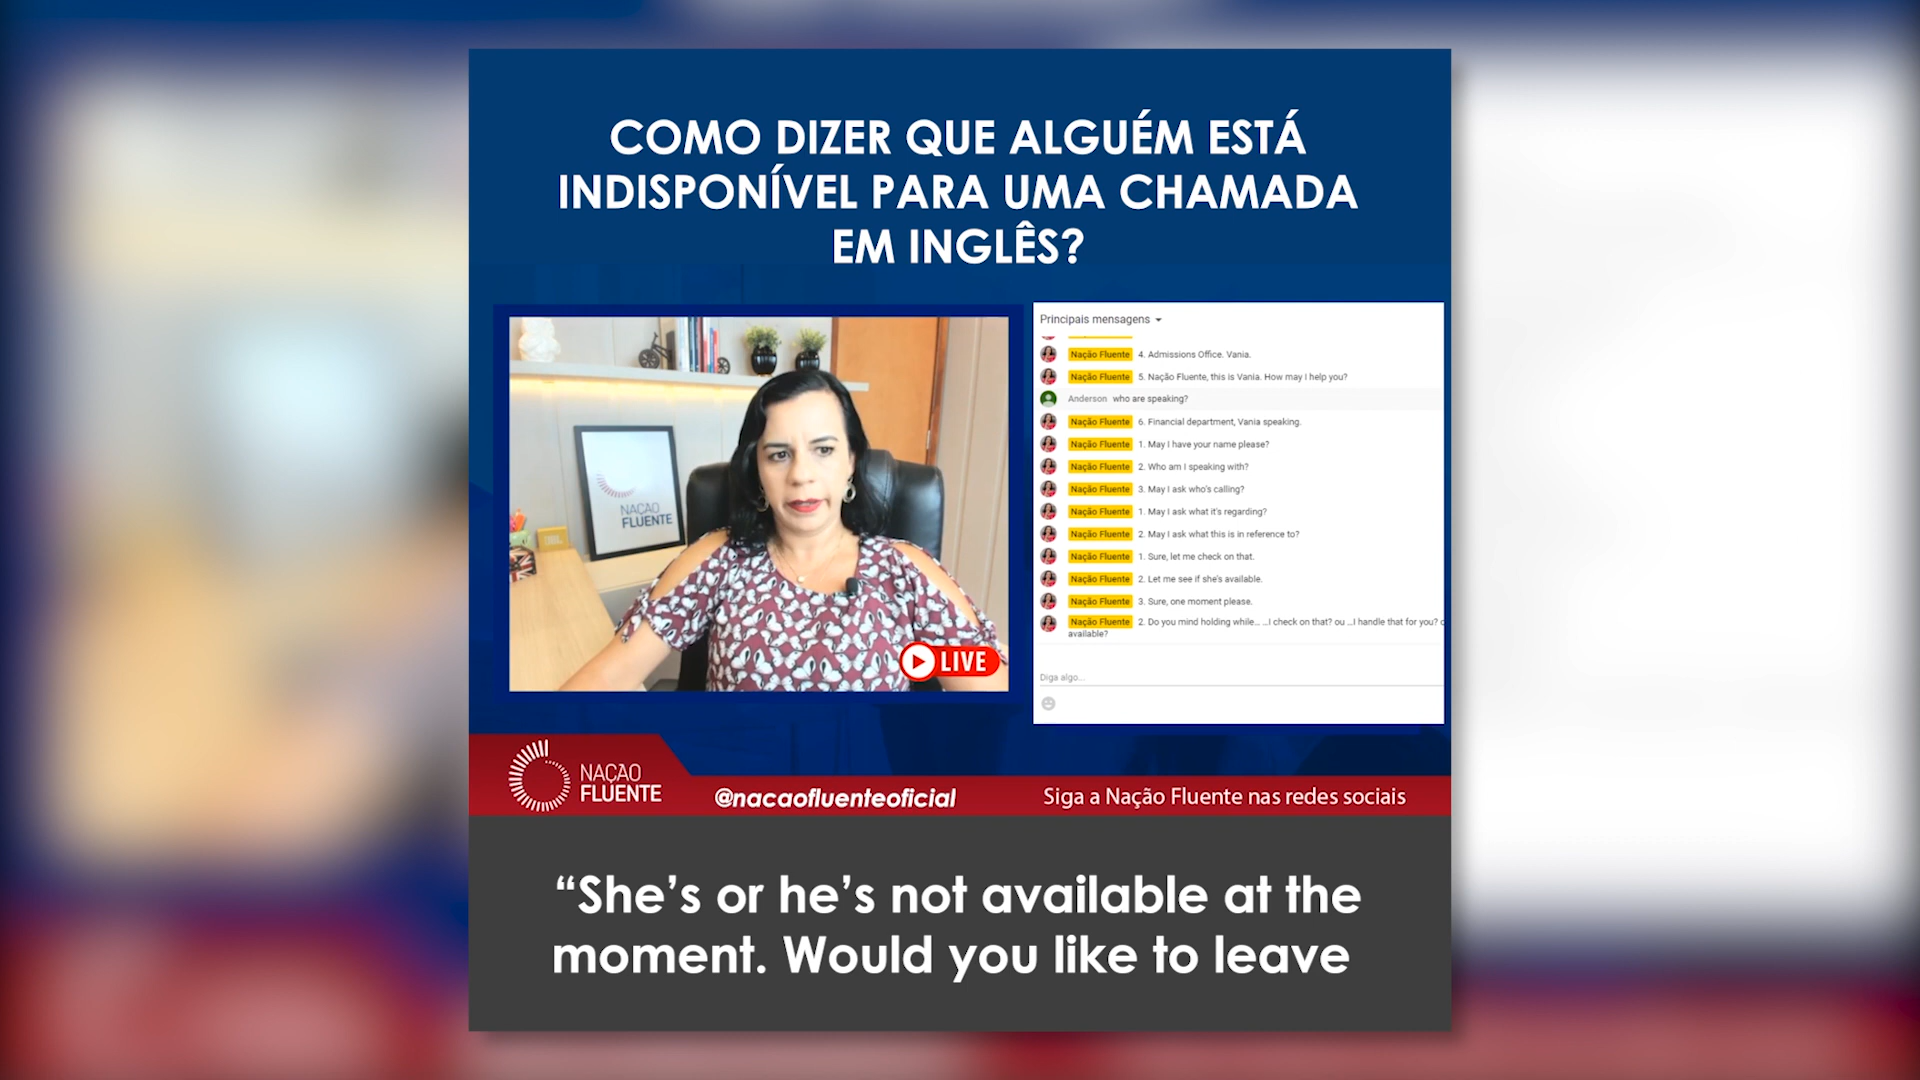 COMO DIZER QUE ALGUÉM ESTÁ
INDISPONÍVEL PARA UMA CHAMADA
EM INGLÊS?
NAÇÃO
FLUENTE
LIVE
Principais mensagens
Nação Fluente 4. Admissions Office. Vania.
Nação Fluente 5. Nação Fluente, this is Vania. How may I help you?
Anderson who are speaking?
Nação Fluente 6. Financial department, Vania speaking.
Nação Fluente 1. May I have your name please?
Nação Fluente 2. Who am I speaking with?
Nação Fluente 3. May I ask who's calling?
Nação Fluente 1. May I ask what it's regarding?
Nação Fluente 2. May I ask what this is in reference to?
Nação Fluente 1. Sure, let me check on that.
Nação Fluente 2. Let me see if she's available.
Nação Fluente 3. Sure, one moment please.
Nação Fluente 2. Do you mind holding while... ...I check on that? ou ...I handle that for you?
available?
Diga algo...
NAÇÃO
FLUENTE
@nacaofluenteoficial
Siga a Nação Fluente nas redes sociais
“She’s or he’s not available at the
moment. Would you like to leave